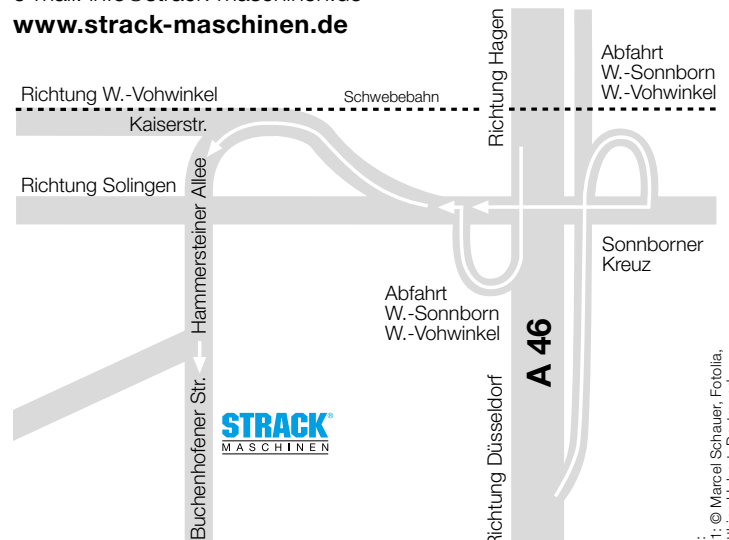 www.strack-maschinen.de
Richtung W.-Vohwinkel
Schwebebahn
Richtung Hagen
Abfahrt
W.-Sonnborn
W.-Vohwinkel
Kaiserstr.
Richtung Solingen
Hammersteiner Allee
Sonnborner
Kreuz
Abfahrt
W.-Sonnborn
W.-Vohwinkel
A 46
Buchenhofener Str.
STRACK®
MASCHINEN
Richtung Düsseldorf
1: © Marcel Schauer, Fotolia,